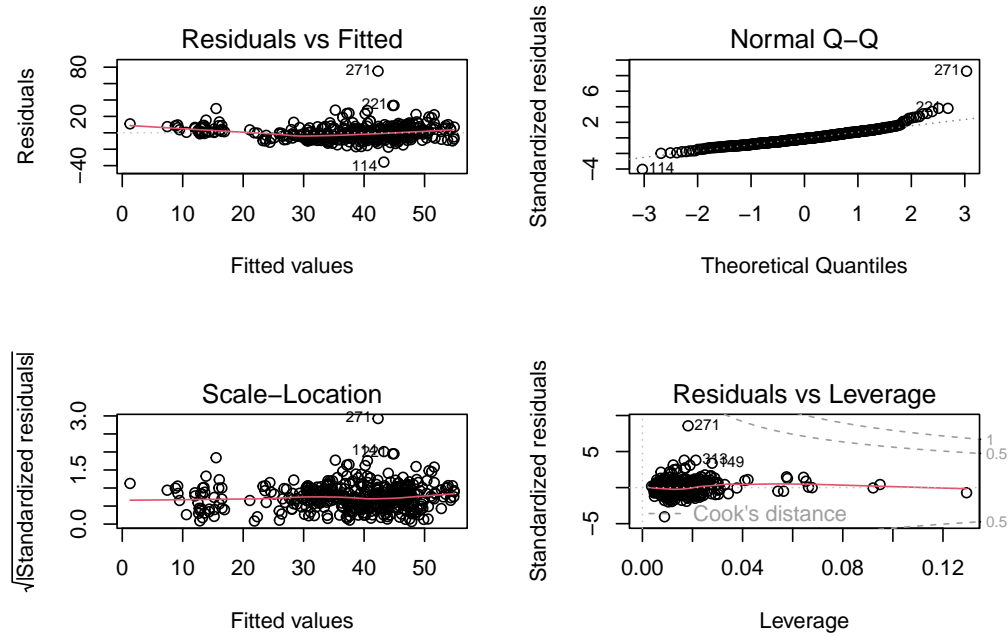 Residuals vs Fitted
Residuals
80
20
−40
271
221
114
0 10 20 30 40 50
Fitted values
Normal Q−Q
Standardized residuals
6
2
−4
271
221
114
−3 −2 −1 0 1 2 3
Theoretical Quantiles
Scale−Location
√|Standardized residuals|
3.0
1.5
0.0
271
114
221
0 10 20 30 40 50
Fitted values
Residuals vs Leverage
Standardized residuals
5
−5
271
313
149
1
0.5
0.5
Cook's distance
0.00 0.04 0.08 0.12
Leverage